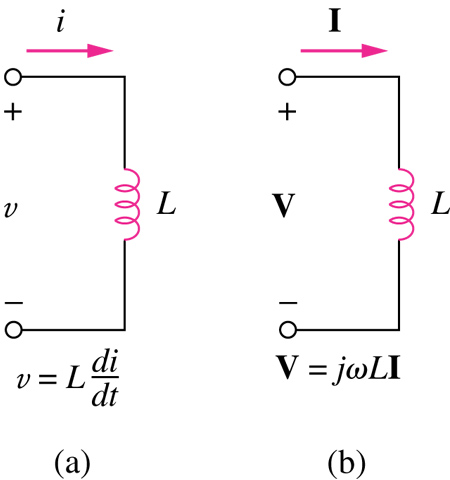 i I
+ +
v L V L
− −
v = L di/dt V = jωLI
(a) (b)